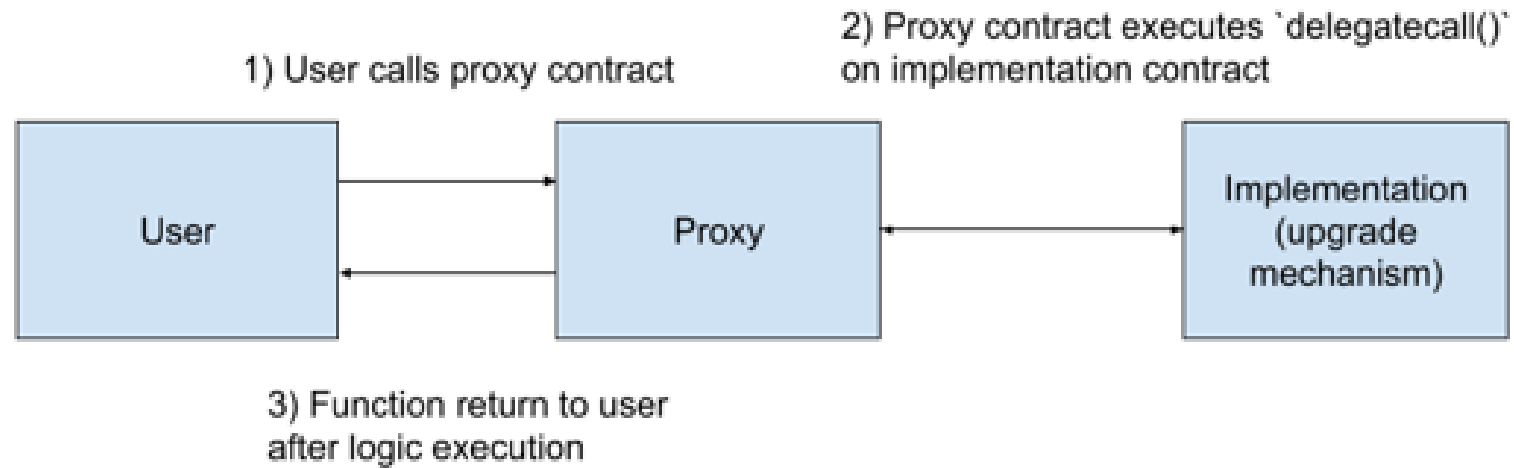 1) User calls proxy contract
2) Proxy contract executes `delegatecall()`
on implementation contract
User
Proxy
Implementation
(upgrade
mechanism)
3) Function return to user
after logic execution